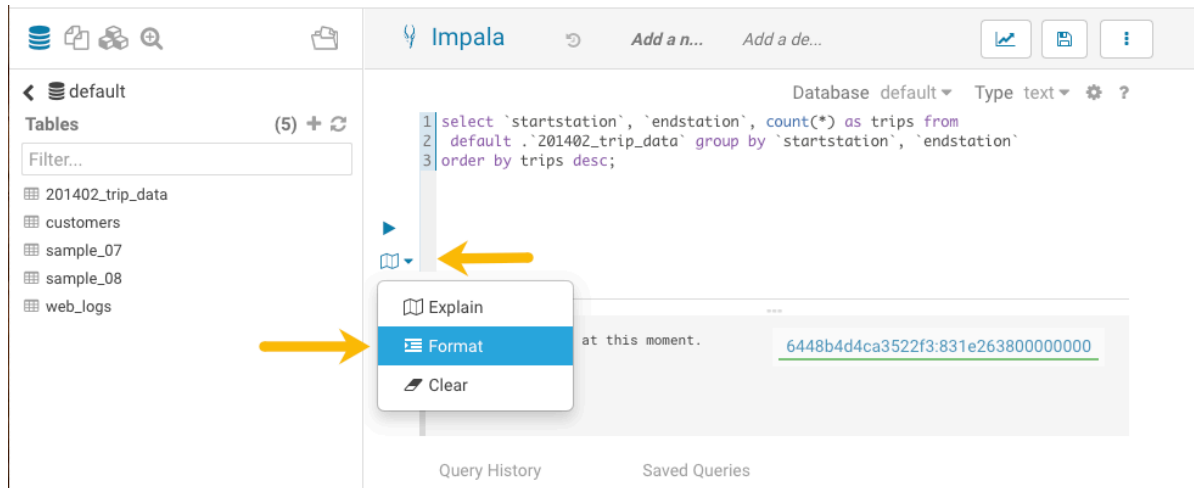 Impala
Add a n...
Add a de...
default
Database default Type text ?
Tables (5)
Filter...
201402_trip_data
customers
sample_07
sample_08
web_logs
1 select `startstation`, `endstation`, count(*) as trips from
2 default .`201402_trip_data` group by `startstation`, `endstation`
3 order by trips desc;
Explain
Format
Clear
at this moment.
6448b4d4ca3522f3:831e263800000000
Query History
Saved Queries